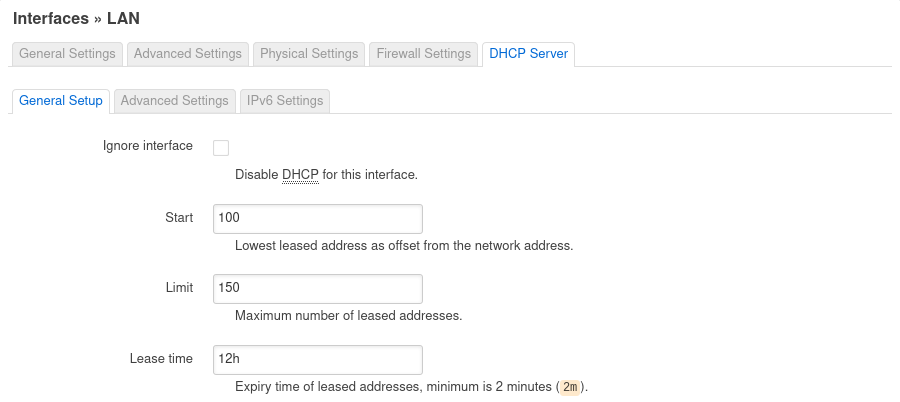 Interfaces » LAN
General Settings Advanced Settings Physical Settings Firewall Settings DHCP Server
General Setup Advanced Settings IPv6 Settings
Ignore interface
Disable DHCP for this interface.
Start 100
Lowest leased address as offset from the network address.
Limit 150
Maximum number of leased addresses.
Lease time 12h
Expiry time of leased addresses, minimum is 2 minutes (2m).